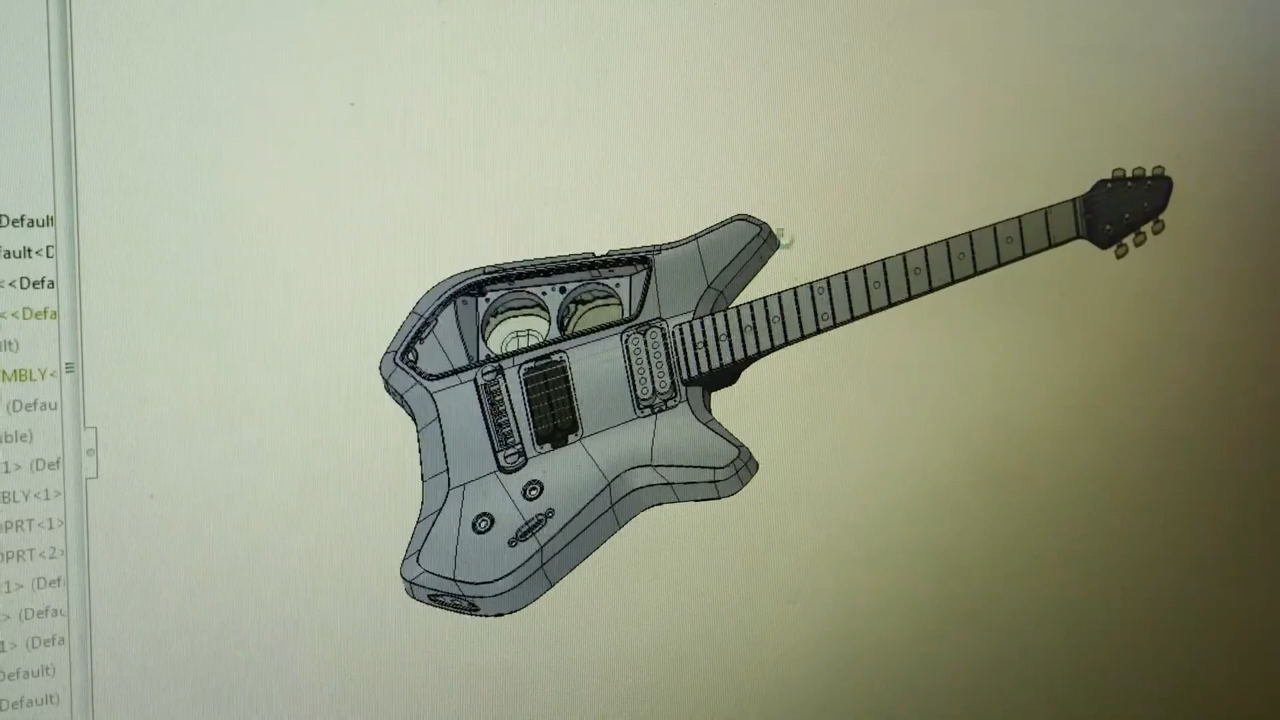 Default
fault<D
<<Defa
<<Defa
lt)
MBLY<
(Defau
ble)
1> (Def
BLY<1>
PRT<1>
PRT<2>
1> (Def
> (Defau
1> (Defa
Default)
Default)